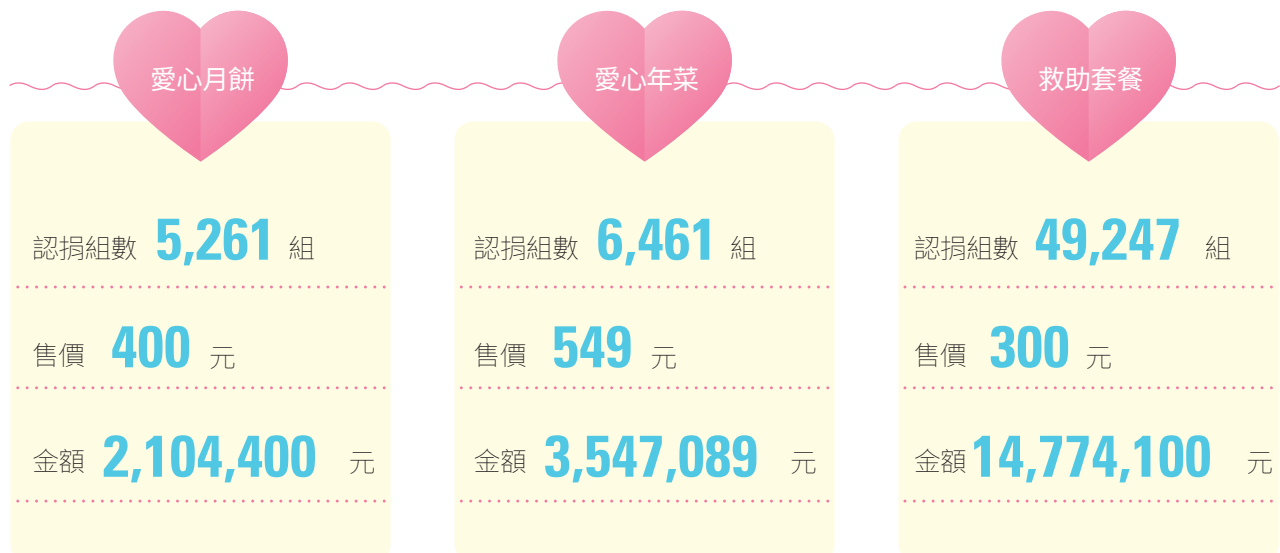 愛心月餅
認捐組數 5,261 組
售價 400 元
金額 2,104,400 元
愛心年菜
認捐組數 6,461 組
售價 549 元
金額 3,547,089 元
救助套餐
認捐組數 49,247 組
售價 300 元
金額 14,774,100 元